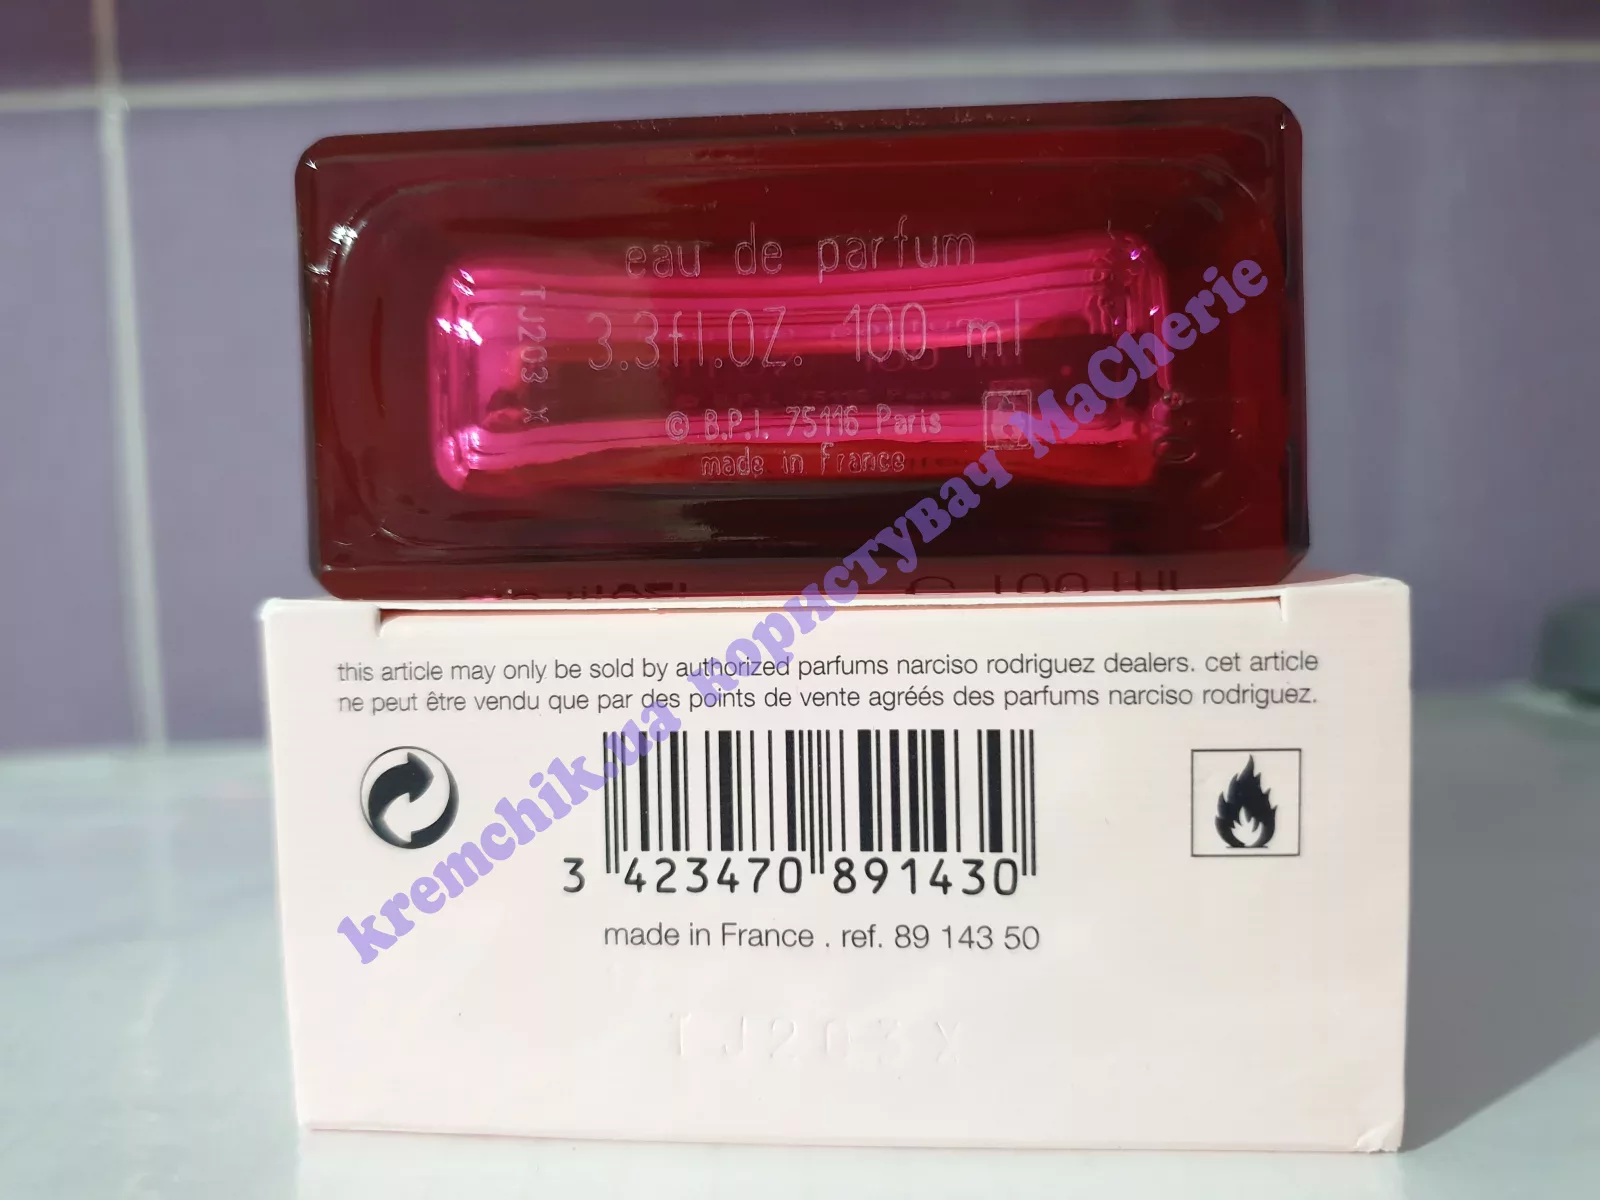 eau de parfum
3.3fl.OZ. 100 ml
© B.P.I. 75116 Paris
made in France
TJ203 X
this article may only be sold by authorized parfums narciso rodriguez dealers. cet article
ne peut être vendu que par des points de vente agréés des parfums narciso rodriguez.
3 423470 891430
made in France . ref. 89 143 50
TJ203X
kremchik.ua користувач MaCherie